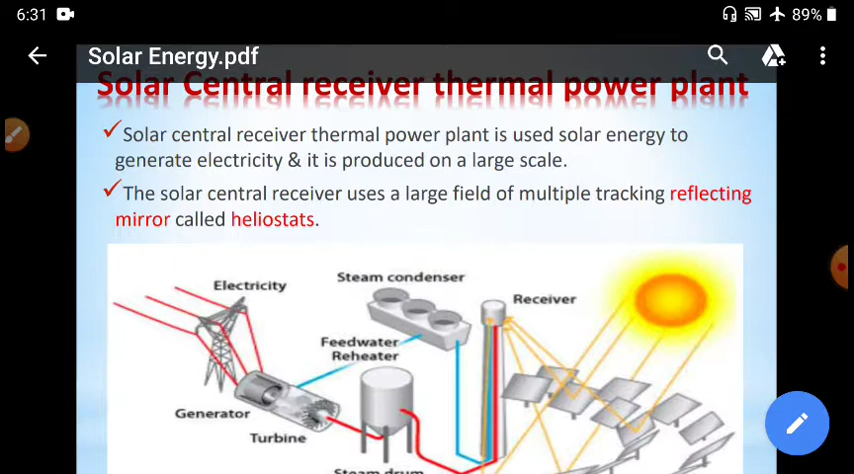 6:31 89%
Solar Energy.pdf
Solar Central receiver thermal power plant
Solar central receiver thermal power plant is used solar energy to
generate electricity & it is produced on a large scale.
The solar central receiver uses a large field of multiple tracking reflecting
mirror called heliostats.
Electricity
Steam condenser
Receiver
Feedwater
Reheater
Generator
Turbine
Steam drum